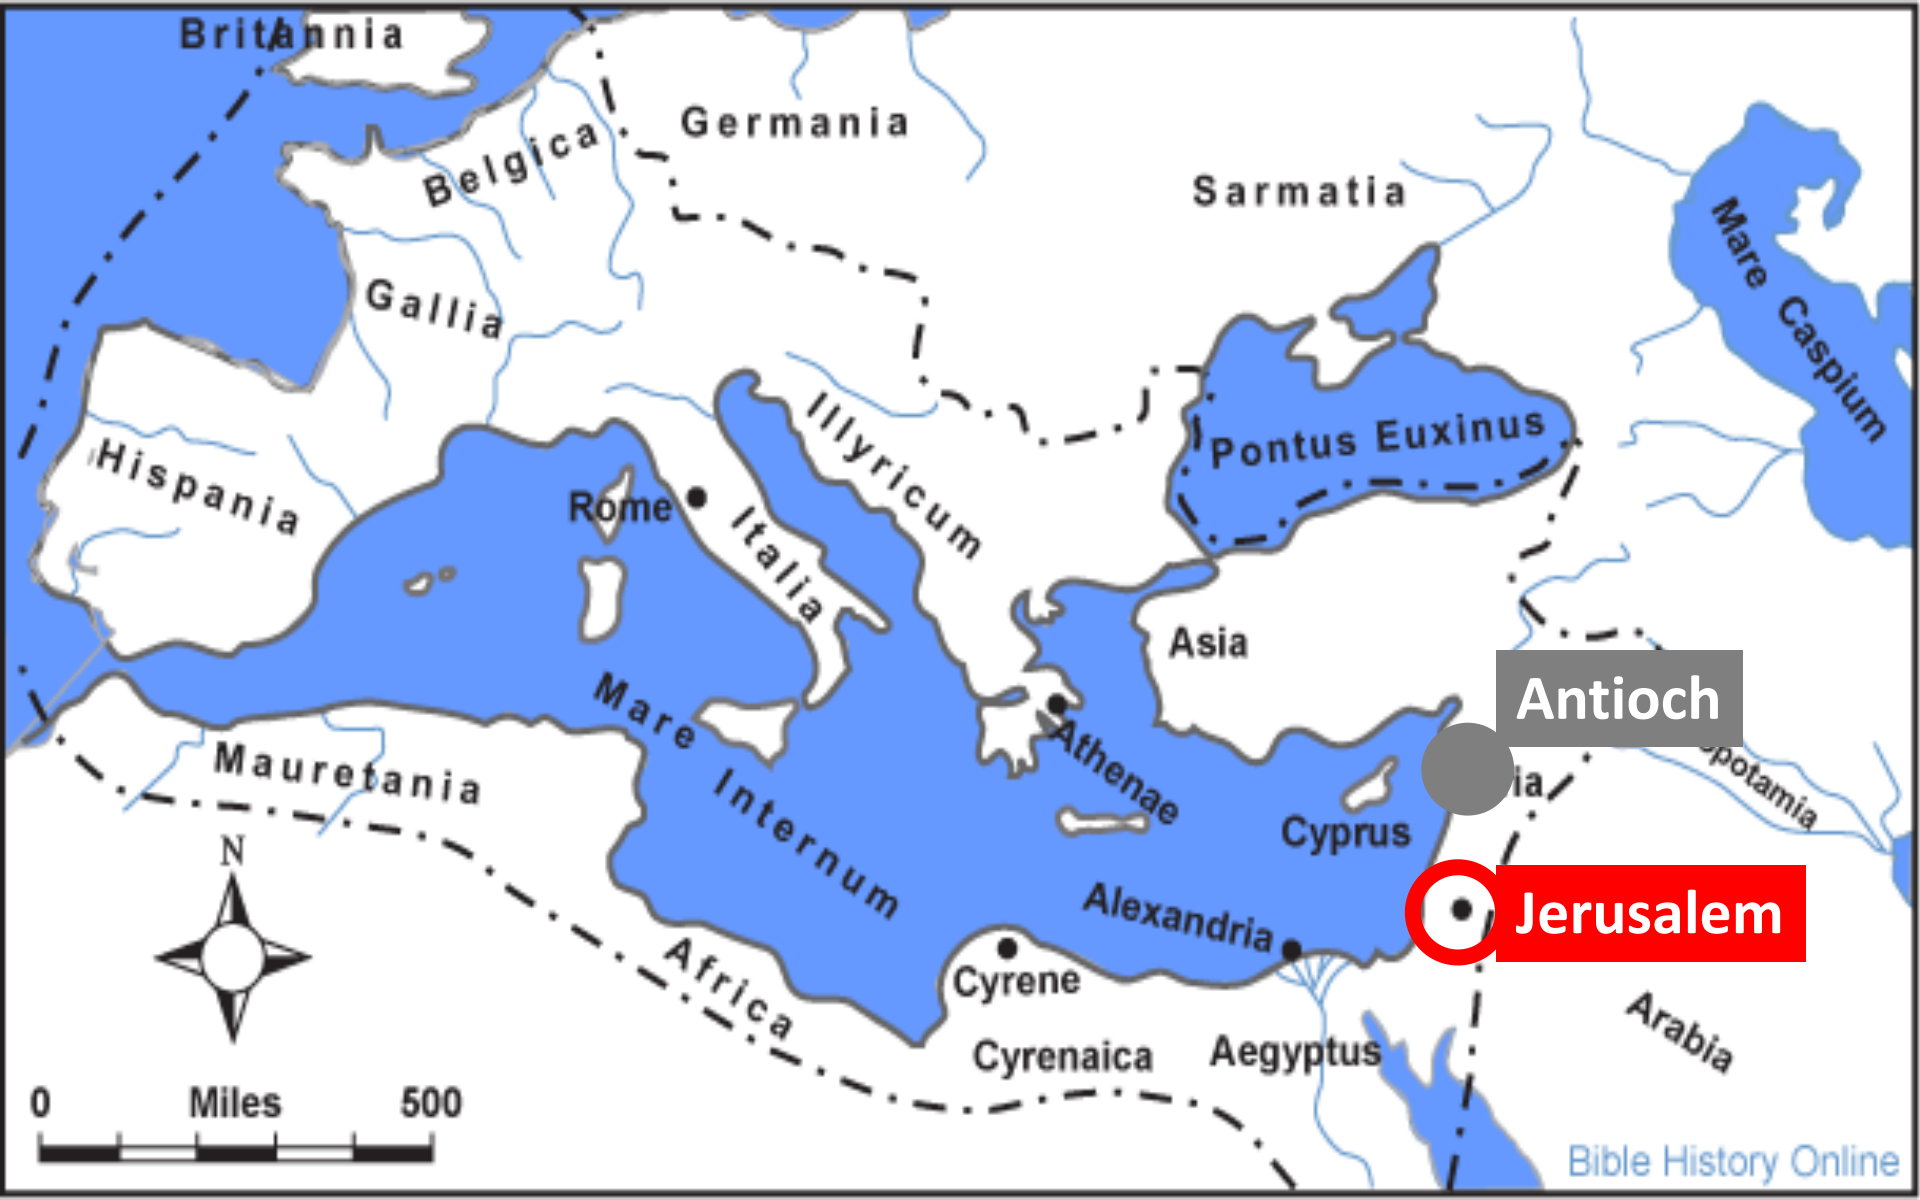 Britannia
Germania
Belgica
Sarmatia
Mare Caspium
Gallia
Pontus Euxinus
Hispania
Illyricum
Rome
Italia
Asia
Antioch
Mare Internum
Athenae
Mauretania
Cyprus
Alexandria
Jerusalem
N
Africa
Cyrene
Cyrenaica
Aegyptus
Arabia
0 Miles 500
Bible History Online